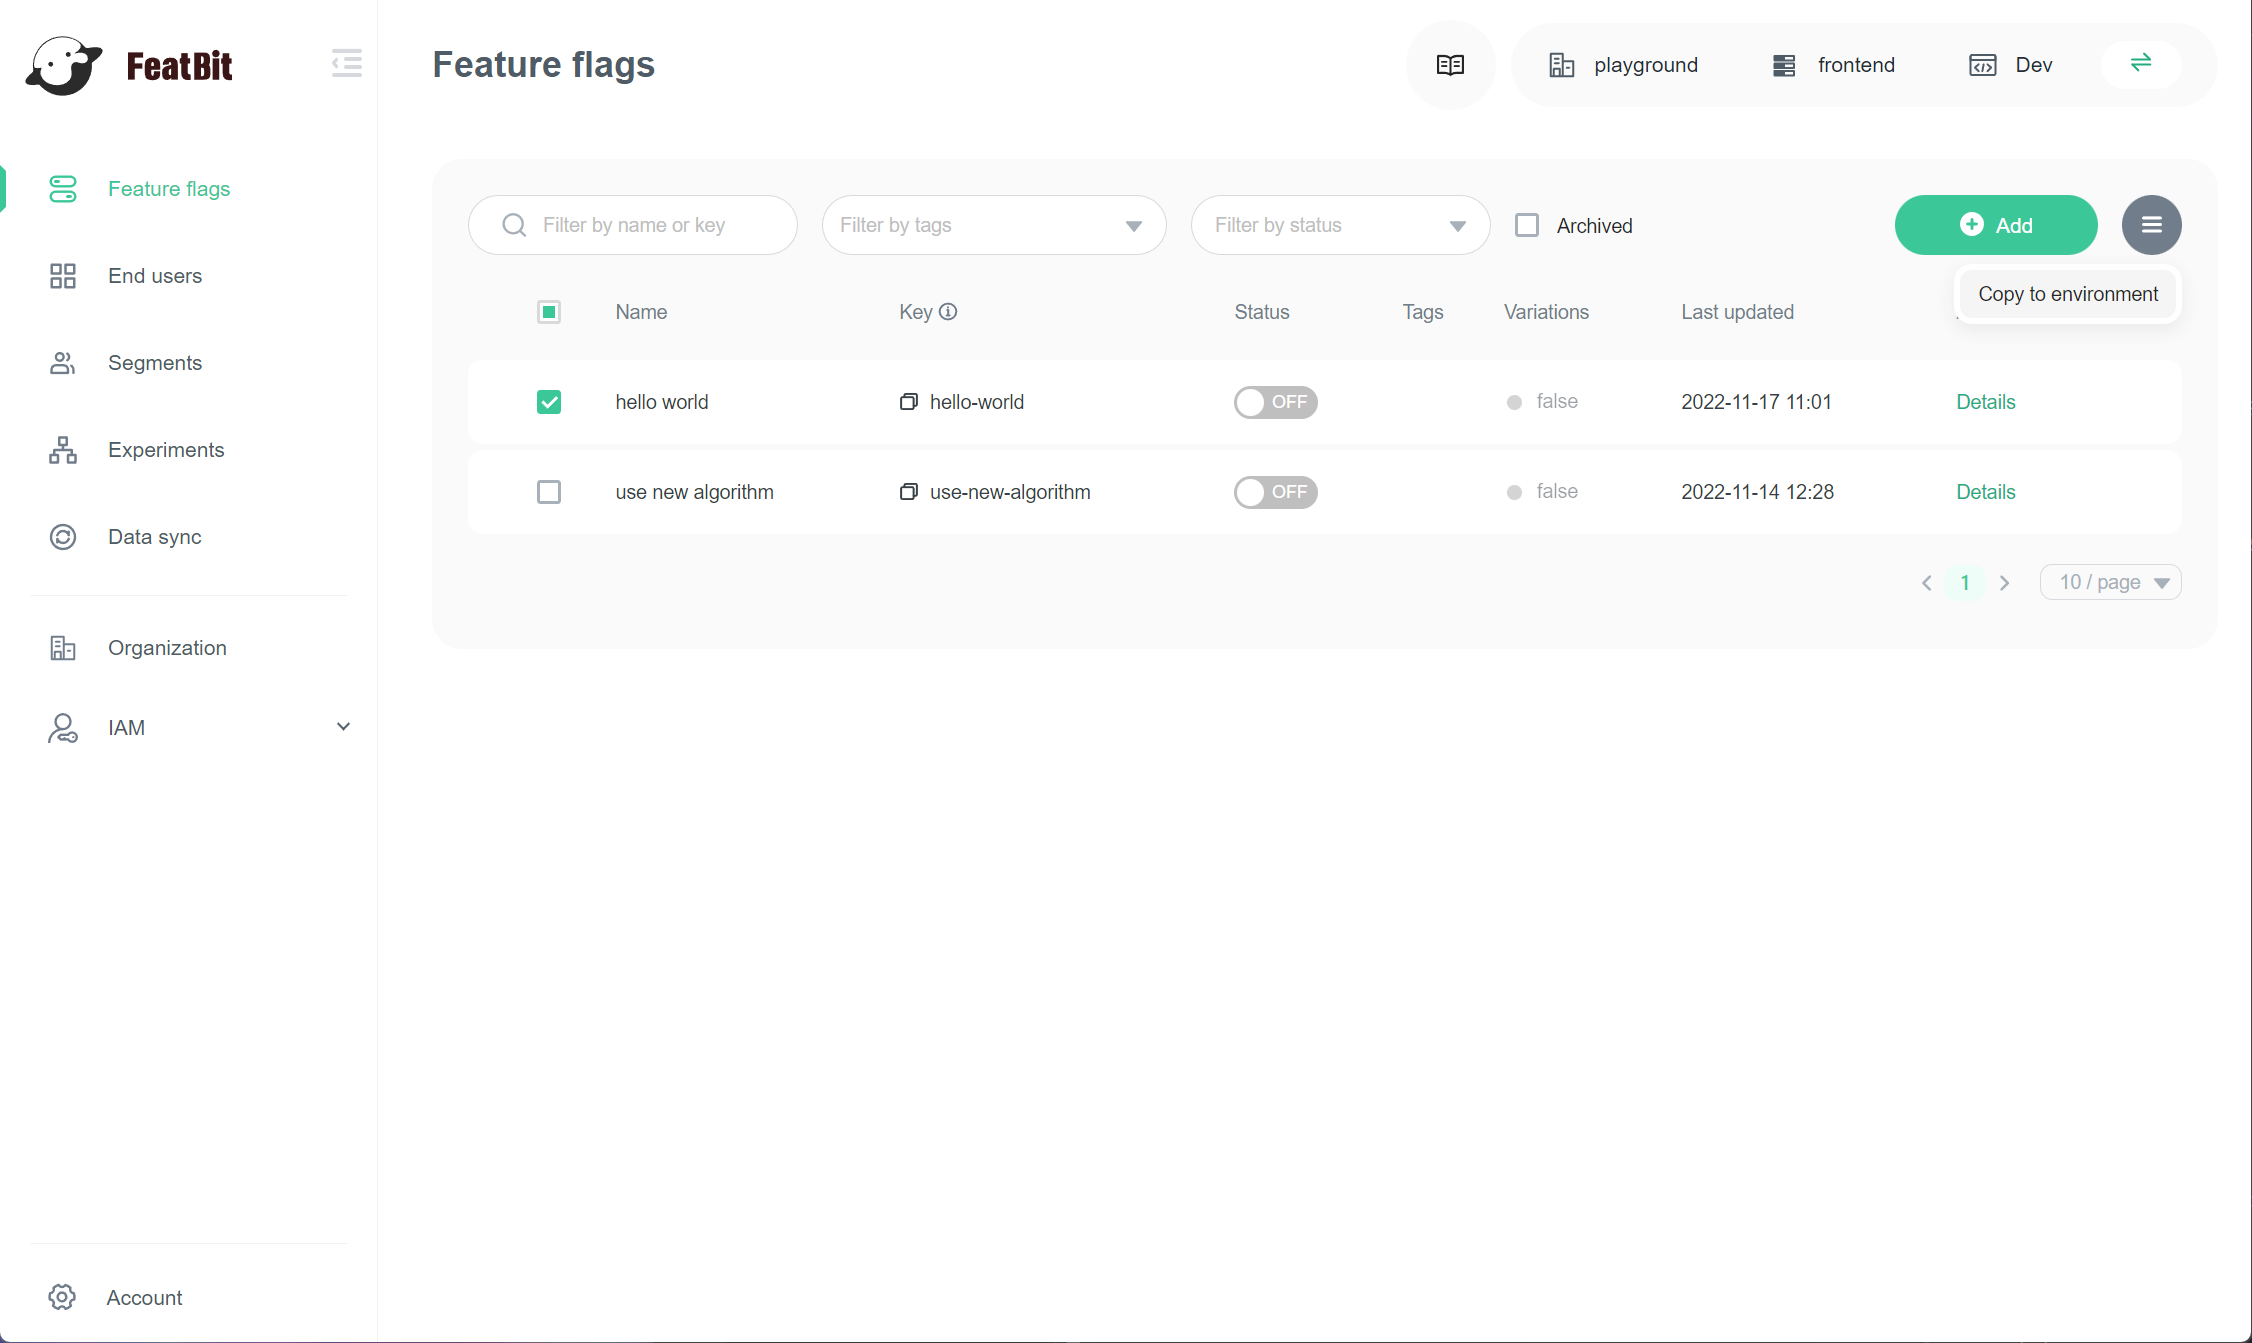 FeatBit
Feature flags
playground
frontend
Dev
Feature flags
End users
Segments
Experiments
Data sync
Organization
IAM
Account
Filter by name or key
Filter by tags
Filter by status
Archived
Add
Copy to environment
Name
Key
Status
Tags
Variations
Last updated
hello world
hello-world
OFF
false
2022-11-17 11:01
Details
use new algorithm
use-new-algorithm
OFF
false
2022-11-14 12:28
Details
1
10 / page